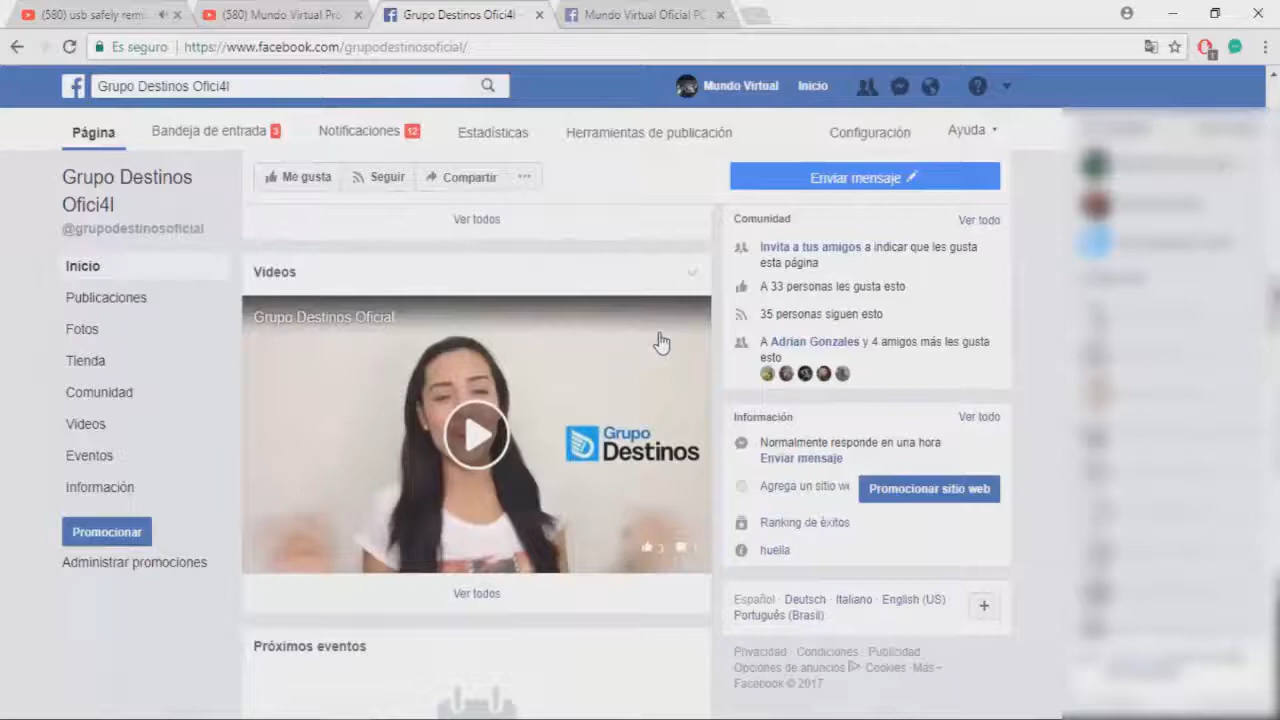 (580) usb safely rem
(580) Mundo Virtual Pro
Grupo Destinos Ofici4l
Mundo Virtual Oficial PC
Es seguro
https://www.facebook.com/grupodestinosoficial/
1
Grupo Destinos Ofici4l
Mundo Virtual
Inicio
?
Página
Bandeja de entrada 3
Notificaciones 12
Estadísticas
Herramientas de publicación
Configuración
Ayuda
Grupo Destinos
Ofici4l
@grupodestinosoficial
Inicio
Publicaciones
Fotos
Tienda
Comunidad
Videos
Eventos
Información
Promocionar
Administrar promociones
Me gusta
Seguir
Compartir
Ver todos
Videos
Grupo Destinos Oficial
Grupo
Destinos
3
1
Ver todos
Próximos eventos
Enviar mensaje
Comunidad
Ver todo
Invita a tus amigos a indicar que les gusta
esta página
A 33 personas les gusta esto
35 personas siguen esto
A Adrian Gonzales y 4 amigos más les gusta
esto
Información
Ver todo
Normalmente responde en una hora
Enviar mensaje
Agrega un sitio we
Promocionar sitio web
Ranking de éxitos
huella
Español · Deutsch · Italiano · English (US) ·
Português (Brasil)
+
Privacidad · Condiciones · Publicidad ·
Opciones de anuncios · Cookies · Más
Facebook © 2017